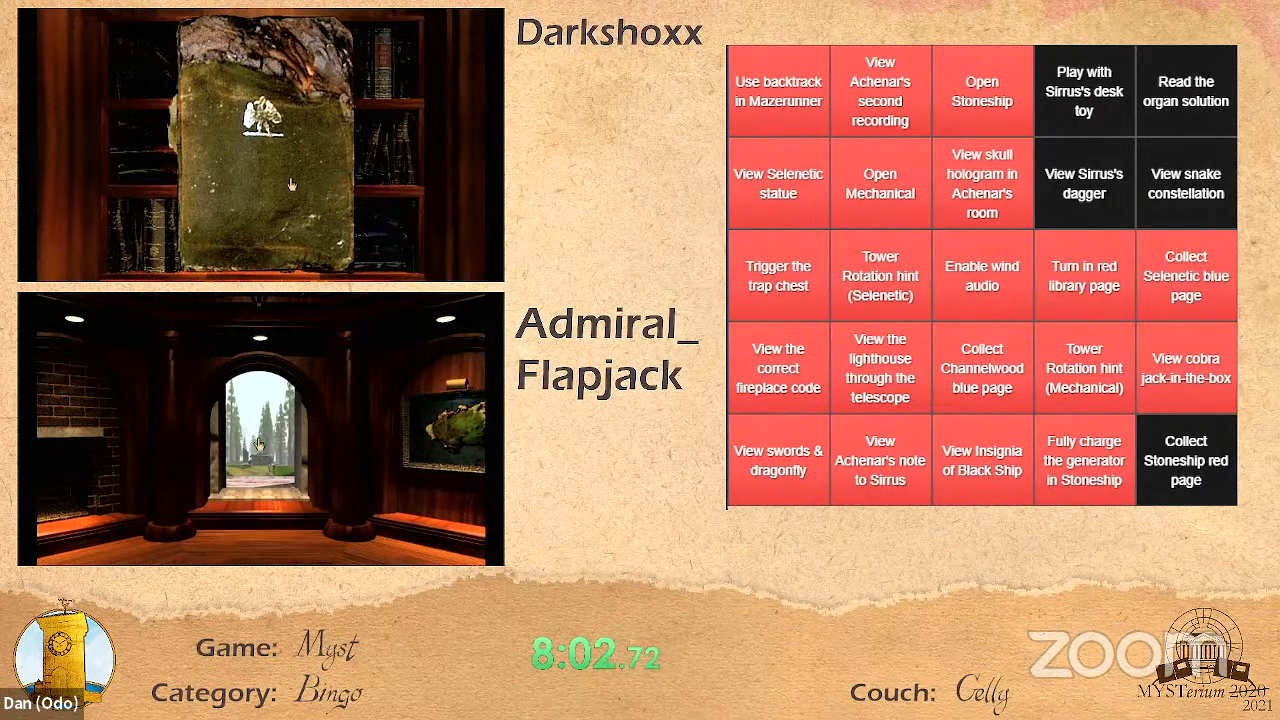 Darkshoxx
Admiral_
Flapjack
Use backtrack
in Mazerunner
View
Achenar's
second
recording
Open
Stoneship
Play with
Sirrus's desk
toy
Read the
organ solution
View Selenetic
statue
Open
Mechanical
View skull
hologram in
Achenar's
room
View Sirrus's
dagger
View snake
constellation
Trigger the
trap chest
Tower
Rotation hint
(Selenetic)
Enable wind
audio
Turn in red
library page
Collect
Selenetic blue
page
View the
correct
fireplace code
View the
lighthouse
through the
telescope
Collect
Channelwood
blue page
Tower
Rotation hint
(Mechanical)
View cobra
jack-in-the-box
View swords &
dragonfly
View
Achenar's note
to Sirrus
View Insignia
of Black Ship
Fully charge
the generator
in Stoneship
Collect
Stoneship red
page
Game: Myst
Category: Bingo
8:02.72
Couch: Celly
zoom
MYSTerium 2020
2021
Dan (Odo)